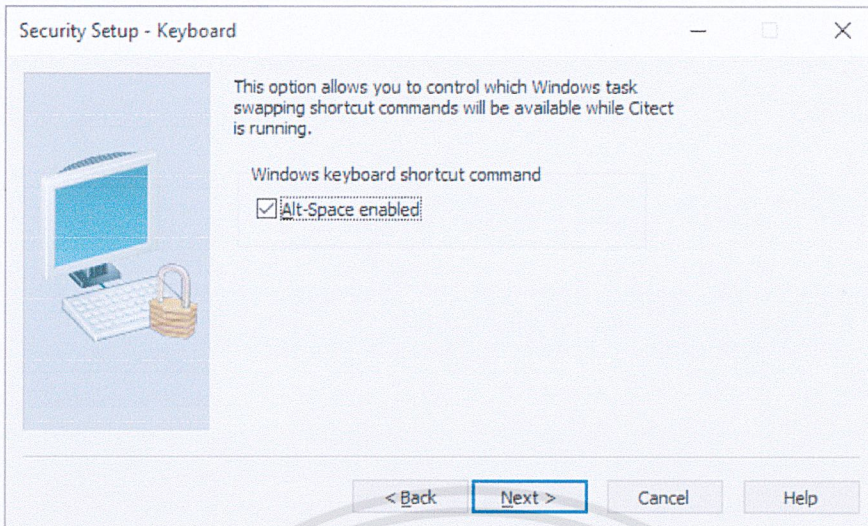 Security Setup - Keyboard
This option allows you to control which Windows task
swapping shortcut commands will be available while Citect
is running.
Windows keyboard shortcut command
Alt-Space enabled
< Back
Next >
Cancel
Help